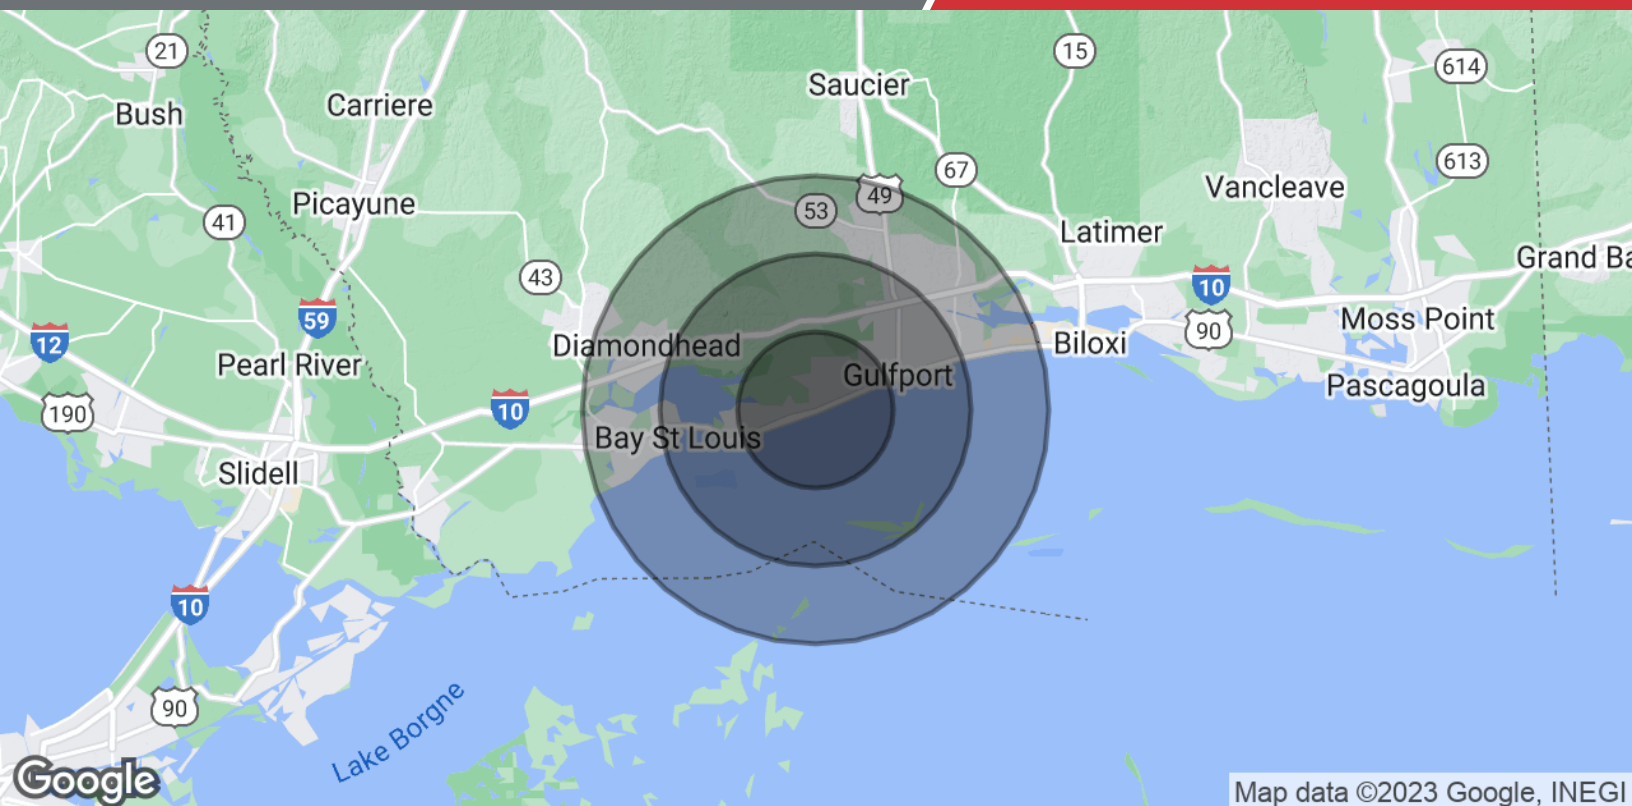 21
15
614
Saucier
Carriere
Bush
613
67
Vancleave
49
Picayune
53
41
Latimer
Grand Ba
43
10
59
Moss Point
90
12
Diamondhead
Biloxi
Pearl River
Gulfport
Pascagoula
10
190
Bay St Louis
Slidell
10
90
Lake Borgne
Google
Map data ©2023 Google, INEGI